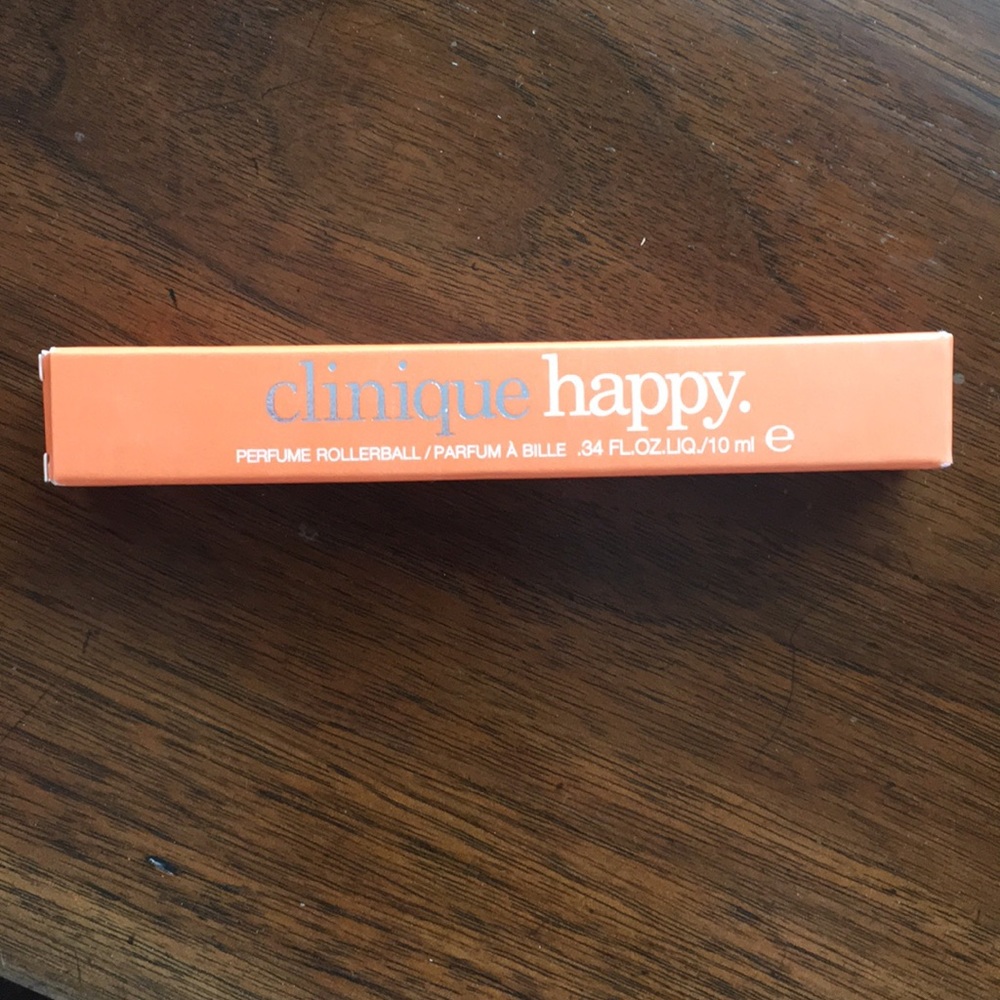 clinique happy.
PERFUME ROLLERBALL / PARFUM À BILLE .34 FL.OZ.LIQ./10 ml ℮